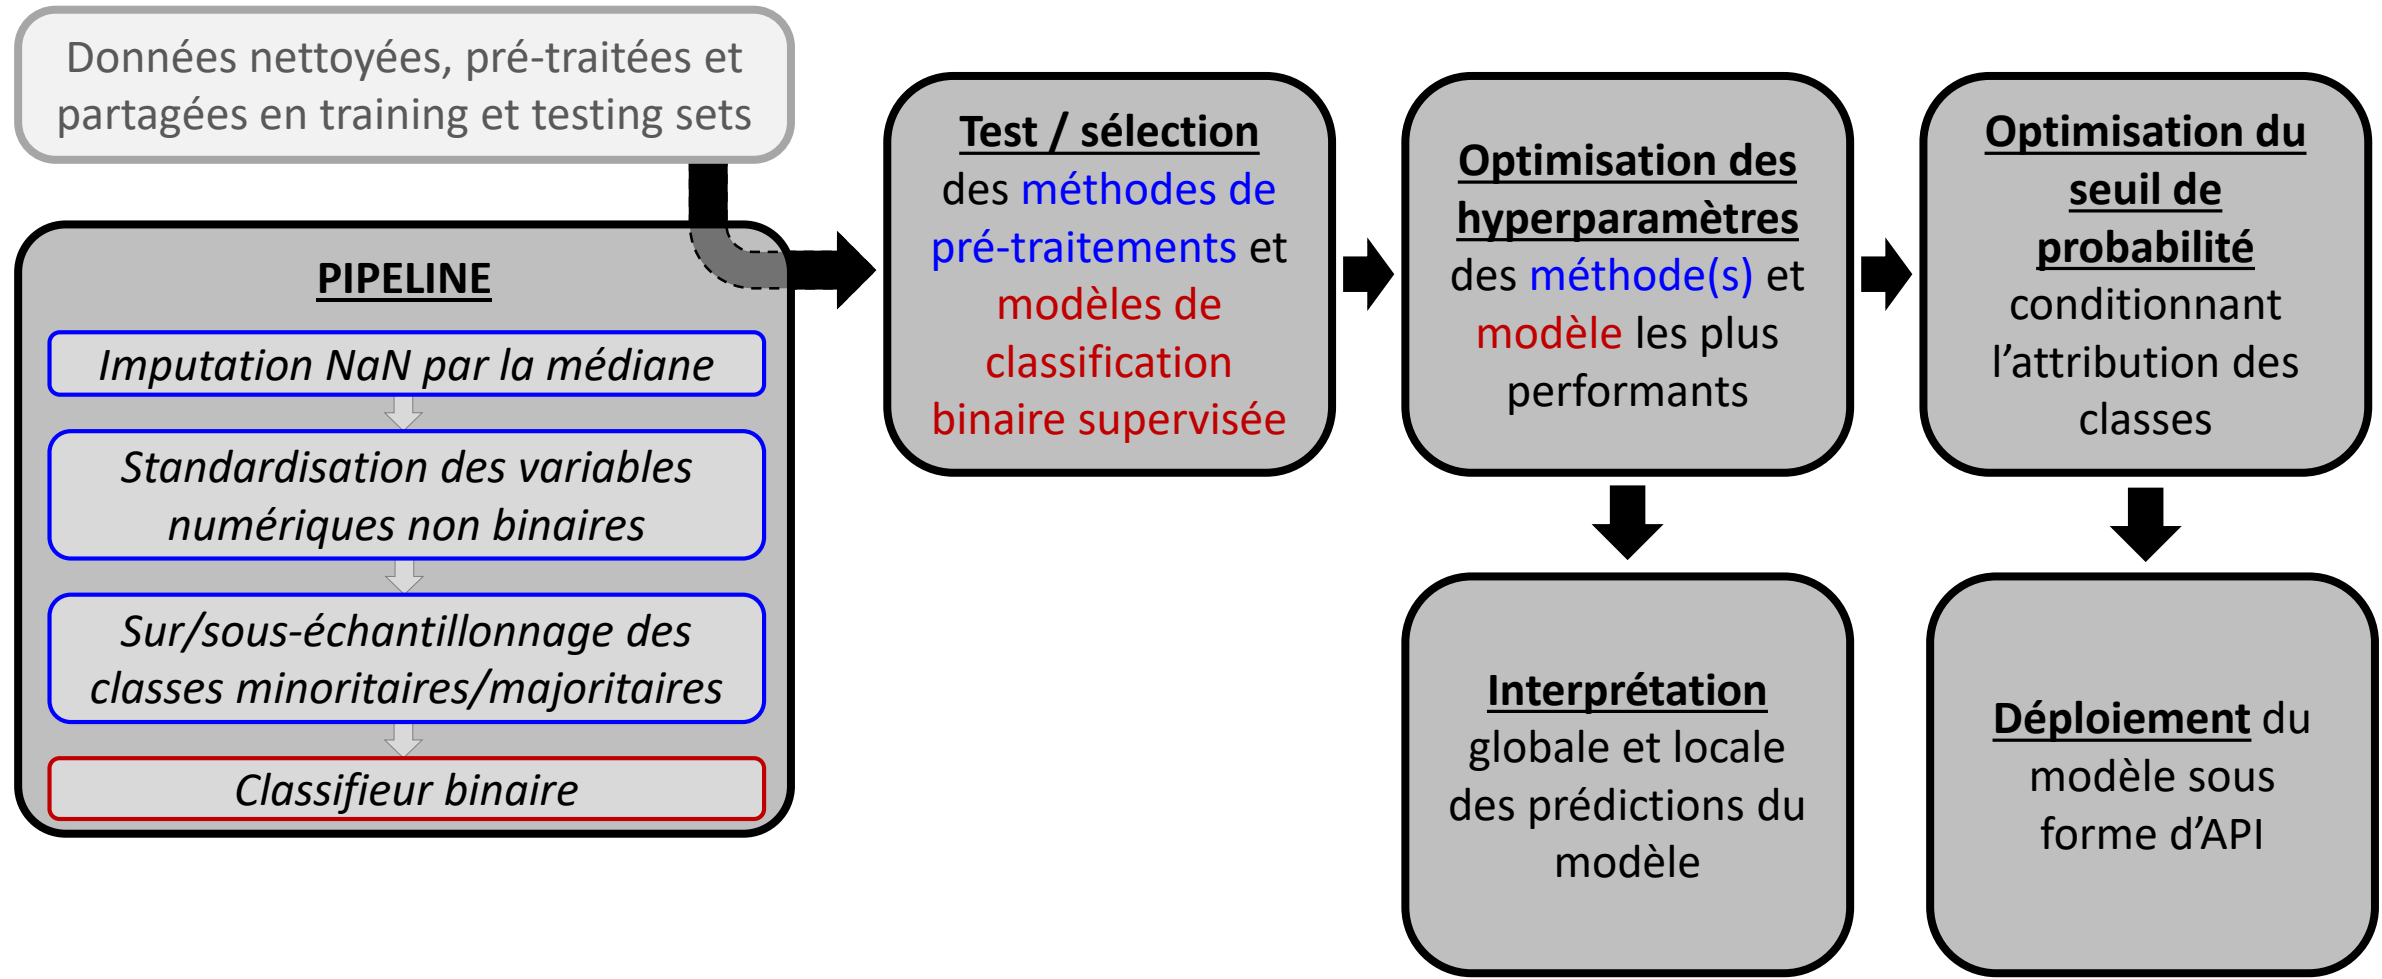 Données nettoyées, pré-traitées et
partagées en training et testing sets
PIPELINE
Imputation NaN par la médiane
Standardisation des variables
numériques non binaires
Sur/sous-échantillonnage des
classes minoritaires/majoritaires
Classifieur binaire
Test / sélection
des méthodes de
pré-traitements et
modèles de
classification
binaire supervisée
Optimisation des
hyperparamètres
des méthode(s) et
modèle les plus
performants
Optimisation du
seuil de
probabilité
conditionnant
l’attribution des
classes
Interprétation
globale et locale
des prédictions du
modèle
Déploiement du
modèle sous
forme d’API